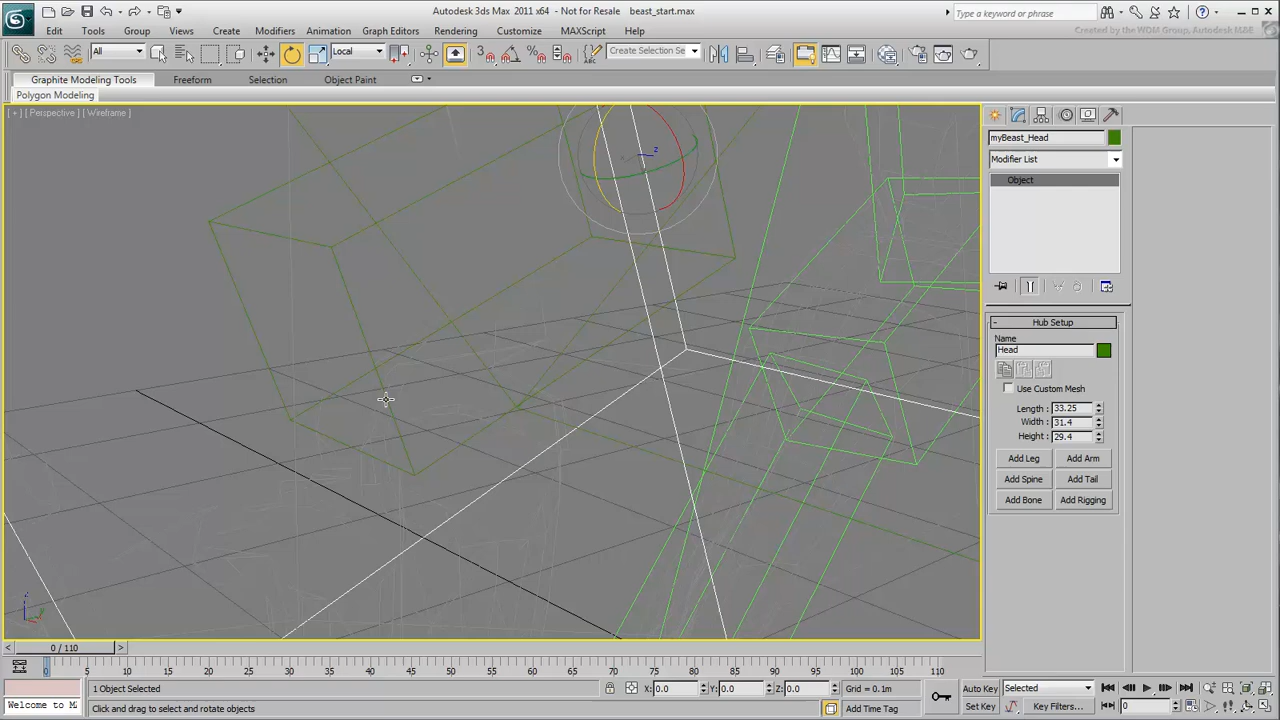 Autodesk 3ds Max 2011 x64 - Not for Resale beast_start.max
Type a keyword or phrase
Edit Tools Group Views Create Modifiers Animation Graph Editors Rendering Customize MAXScript Help
Created by the WDM Group, Autodesk M&E
All Local Create Selection Se
Graphite Modeling Tools Freeform Selection Object Paint
Polygon Modeling
[ + ] [ Perspective ] [ Wireframe ]
myBeast_Head
Modifier List
Object
z
- Hub Setup
Name
Head
Use Custom Mesh
Length : 33.25
Width : 31.4
Height : 29.4
Add Leg Add Arm
Add Spine Add Tail
Add Bone Add Rigging
z
< 0 / 110 >
0 5 10 15 20 25 30 35 40 45 50 55 60 65 70 75 80 85 90 95 100 105 110
1 Object Selected X: 0.0 Y: 0.0 Z: 0.0 Grid = 0.1m Auto Key Selected
Welcome to M Click and drag to select and rotate objects Add Time Tag Set Key Key Filters... 0